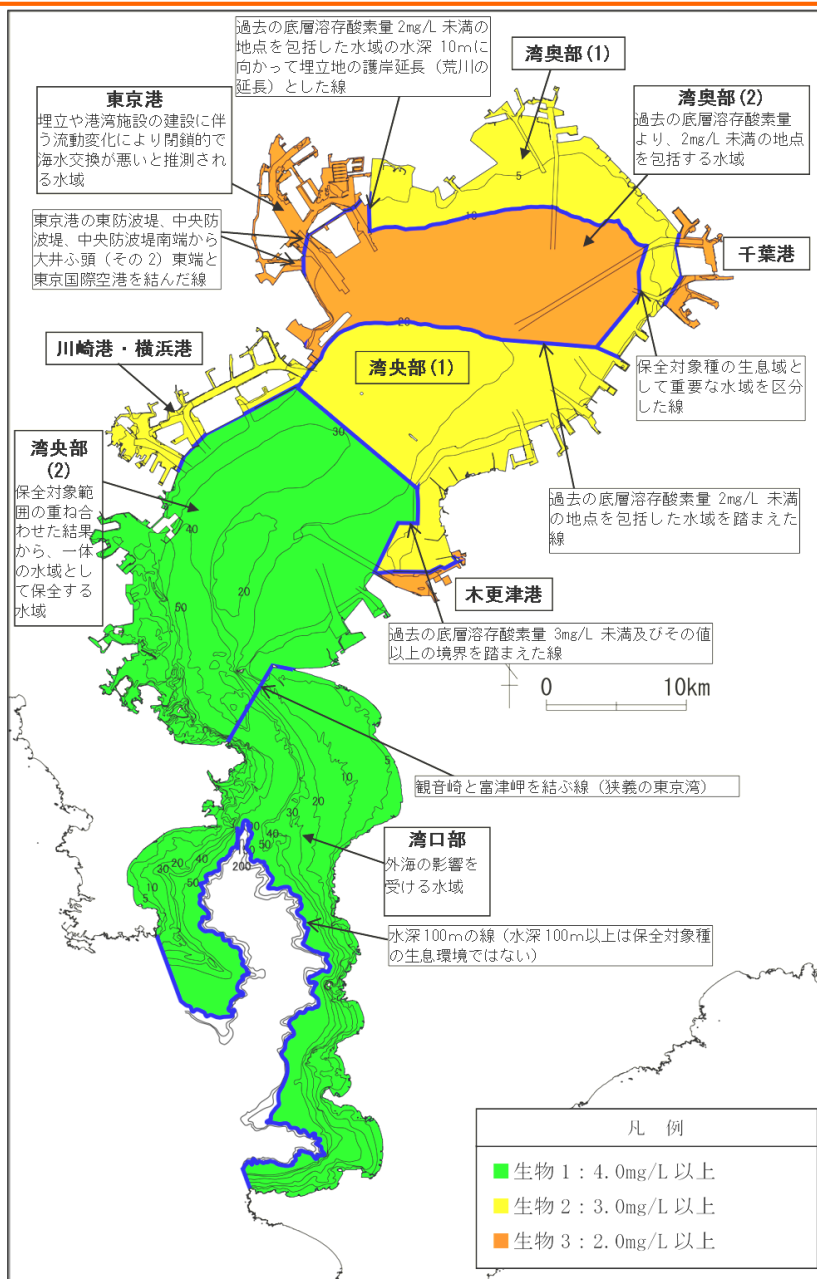 過去の底層溶存酸素量 2mg/L 未満の
地点を包括した水域の水深 10mに
向かって埋立地の護岸延長（荒川の
延長）とした線
湾奥部(1)
東京港
埋立や港湾施設の建設に伴
う流動変化により閉鎖的で
海水交換が悪いと推測され
る水域
湾奥部(2)
過去の底層溶存酸素量
より、2mg/L 未満の地点
を包括する水域
東京港の東防波堤、中央防
波堤、中央防波堤南端から
大井ふ頭（その 2）東端と
東京国際空港を結んだ線
千葉港
5
10
20
川崎港・横浜港
湾央部(1)
保全対象種の生息域と
して重要な水域を区分
した線
湾央部
(2)
保全対象範
囲の重ね合
わせた結果
から、一体
の水域とし
て保全する
水域
30
40
50
20
過去の底層溶存酸素量 2mg/L 未満
の地点を包括した水域を踏まえた
線
木更津港
過去の底層溶存酸素量 3mg/L 未満及びその値
以上の境界を踏まえた線
0 10km
観音崎と富津岬を結ぶ線（狭義の東京湾）
5
10
20
30
40
50
200
湾口部
外海の影響を
受ける水域
40
20
30
50
10
5
水深100mの線（水深100m以上は保全対象種
の生息環境ではない）
凡 例
生物 1：4.0mg/L 以上
生物 2：3.0mg/L 以上
生物 3：2.0mg/L 以上